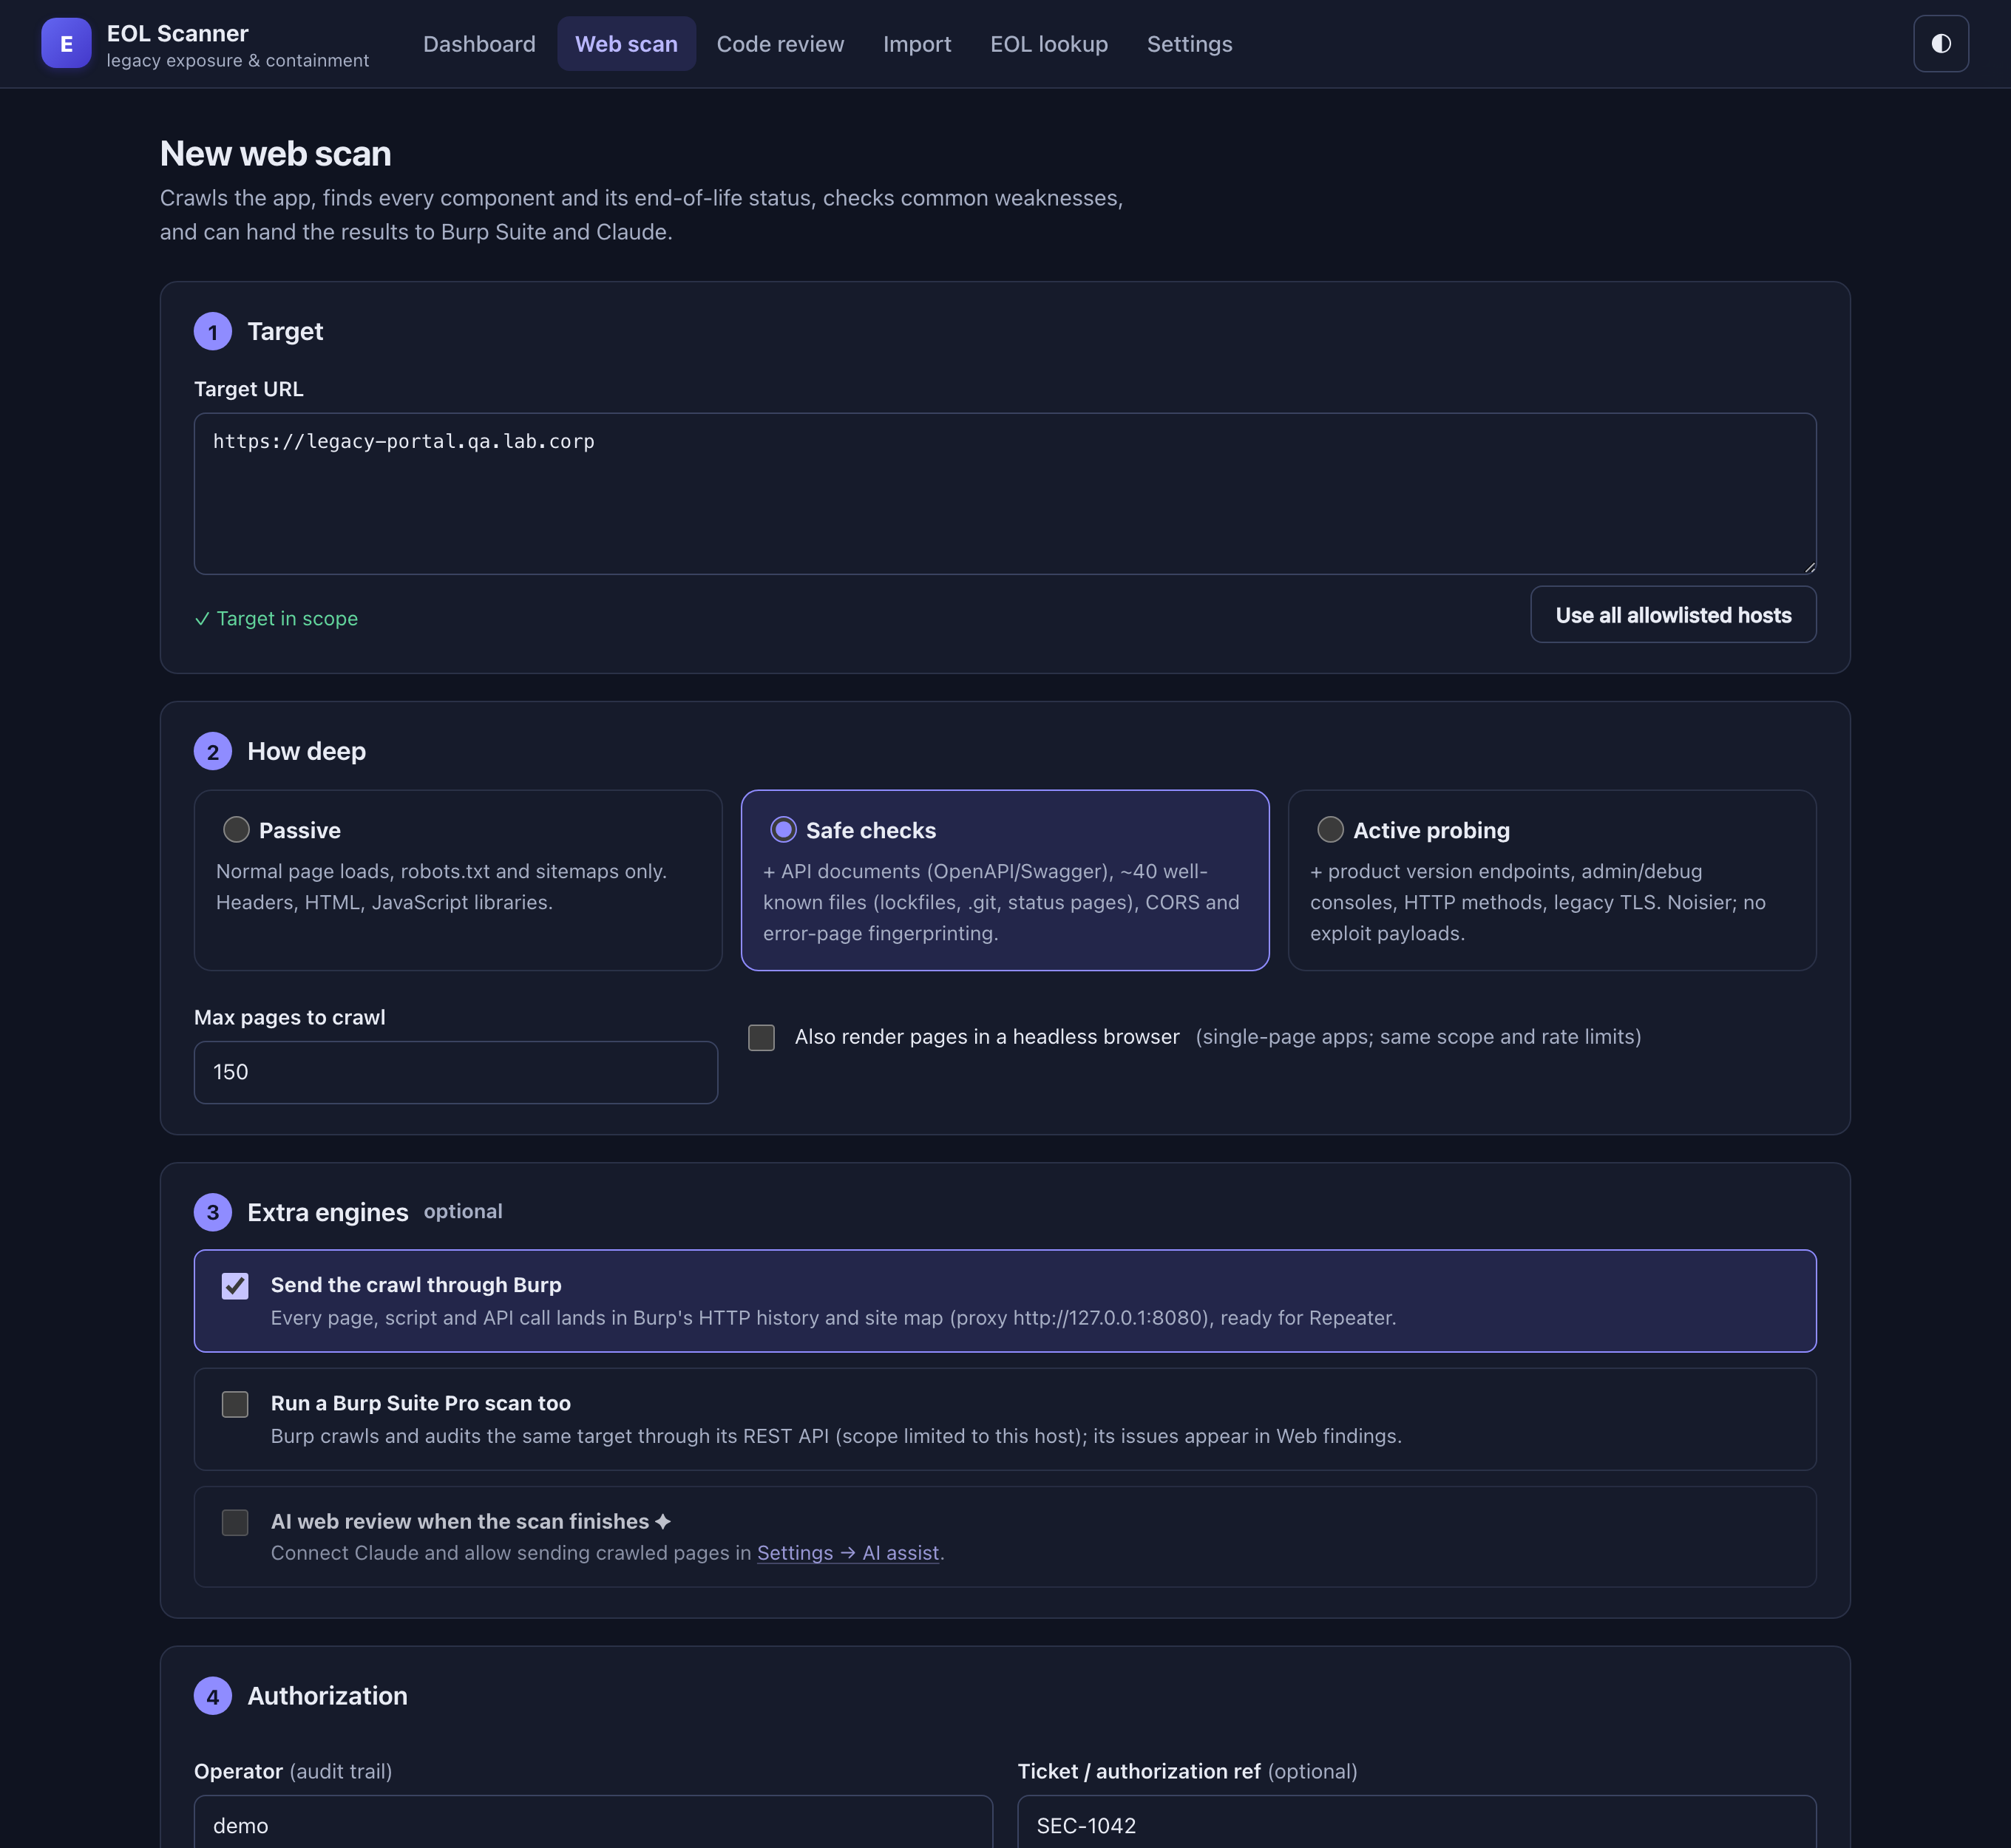 E
EOL Scanner
legacy exposure & containment
Dashboard
Web scan
Code review
Import
EOL lookup
Settings
New web scan
Crawls the app, finds every component and its end-of-life status, checks common weaknesses,
and can hand the results to Burp Suite and Claude.
1 Target
Target URL
https://legacy-portal.qa.lab.corp
✓ Target in scope
Use all allowlisted hosts
2 How deep
Passive
Normal page loads, robots.txt and sitemaps only.
Headers, HTML, JavaScript libraries.
Safe checks
+ API documents (OpenAPI/Swagger), ~40 well-
known files (lockfiles, .git, status pages), CORS and
error-page fingerprinting.
Active probing
+ product version endpoints, admin/debug
consoles, HTTP methods, legacy TLS. Noisier; no
exploit payloads.
Max pages to crawl
150
Also render pages in a headless browser (single-page apps; same scope and rate limits)
3 Extra engines optional
Send the crawl through Burp
Every page, script and API call lands in Burp's HTTP history and site map (proxy http://127.0.0.1:8080), ready for Repeater.
Run a Burp Suite Pro scan too
Burp crawls and audits the same target through its REST API (scope limited to this host); its issues appear in Web findings.
AI web review when the scan finishes ✦
Connect Claude and allow sending crawled pages in Settings → AI assist.
4 Authorization
Operator (audit trail)
demo
Ticket / authorization ref (optional)
SEC-1042